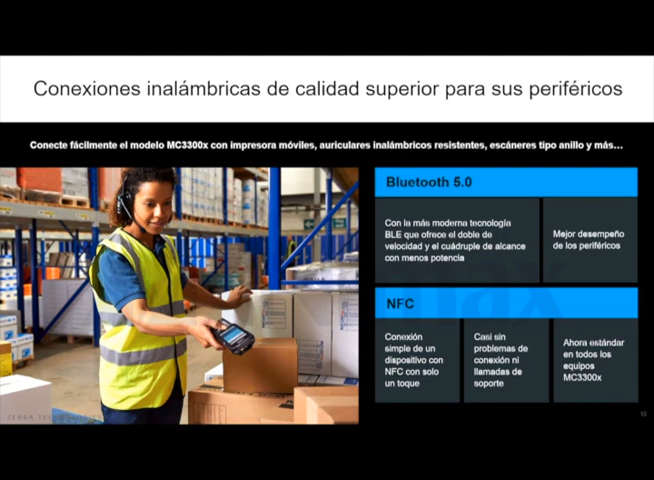 Conexiones inalámbricas de calidad superior para sus periféricos
Conecte fácilmente el modelo MC3300x con impresora móviles, auriculares inalámbricos resistentes, escáneres tipo anillo y más...
Bluetooth 5.0
Con la más moderna tecnología
BLE que ofrece el doble de
velocidad y el cuádruple de alcance
con menos potencia
Mejor desempeño
de los periféricos
NFC
Conexión
simple de un
dispositivo con
NFC con solo
un toque
Casi sin
problemas de
conexión ni
llamadas de
soporte
Ahora estándar
en todos los
equipos
MC3300x
ZEBRA TECHNOLOGIES